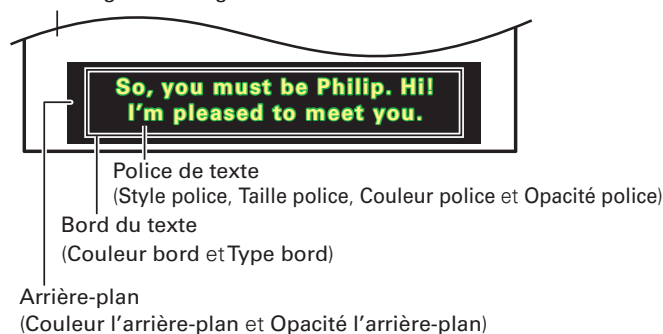 So, you must be Philip. Hi!
I'm pleased to meet you.
Police de texte
(Style police, Taille police, Couleur police et Opacité police)
Bord du texte
(Couleur bord et Type bord)
Arrière-plan
(Couleur l'arrière-plan et Opacité l'arrière-plan)